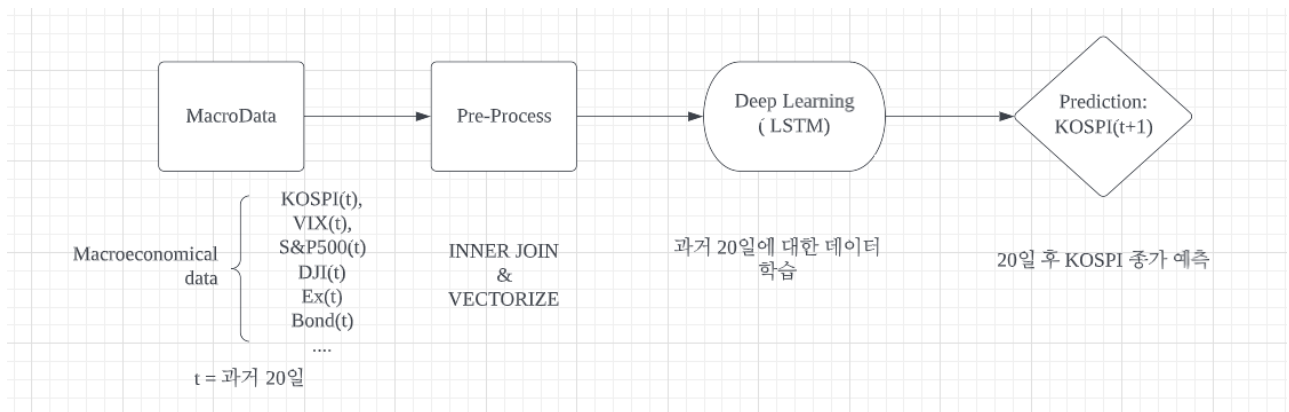 MacroData
Pre-Process
Deep Learning
( LSTM)
Prediction:
KOSPI(t+1)
Macroeconomical
data
KOSPI(t),
VIX(t),
S&P500(t)
DJI(t)
Ex(t)
Bond(t)
....
t = 과거 20일
INNER JOIN
&
VECTORIZE
과거 20일에 대한 데이터
학습
20일 후 KOSPI 종가 예측